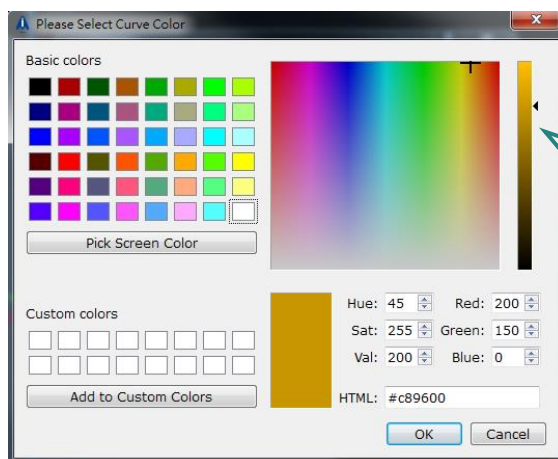 Please Select Curve Color
Basic colors
Pick Screen Color
Custom colors
Add to Custom Colors
Hue: 45 Red: 200
Sat: 255 Green: 150
Val: 200 Blue: 0
HTML: #c89600
OK Cancel